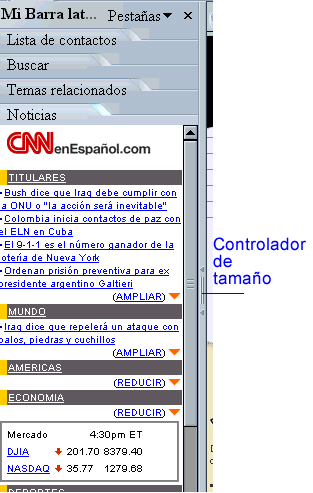 Mi Barra lat... Pestañas
Lista de contactos
Buscar
Temas relacionados
Noticias
CNNenEspañol.com
TITULARES
• Bush dice que Iraq debe cumplir con
la ONU o "la acción será inevitable"
• Colombia inicia contactos de paz con
el ELN en Cuba
• El 9-1-1 es el número ganador de la
lotería de Nueva York
• Ordenan prisión preventiva para ex
presidente argentino Galtieri
(AMPLIAR)
MUNDO
• Iraq dice que repelerá un ataque con
palos, piedras y cuchillos
(AMPLIAR)
AMERICAS
(REDUCIR)
ECONOMIA
(REDUCIR)
Mercado 4:30pm ET
DJIA 201.70 8379.40
NASDAQ 35.77 1279.68
DEPORTES
Controlador
de
tamaño